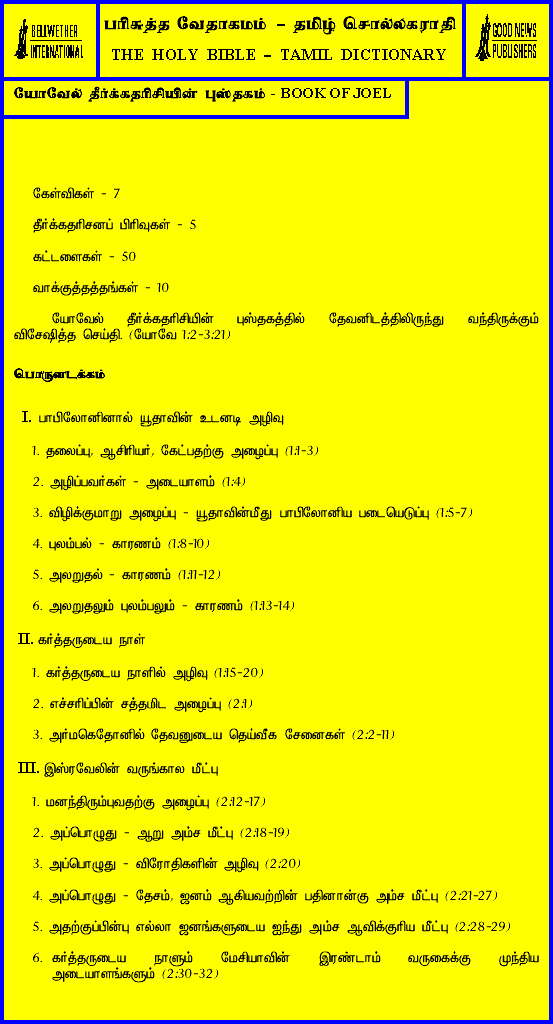 BELLWETHER
INTERNATIONAL
பரிசுத்த வேதாகமம் – தமிழ் சொல்லகராதி
THE HOLY BIBLE – TAMIL DICTIONARY
GOOD NEWS
PUBLISHERS
யோவேல் தீர்க்கதரிசியின் புஸ்தகம் - BOOK OF JOEL
கேள்விகள் - 7
தீர்க்கதரிசனப் பிரிவுகள் - 5
கட்டளைகள் - 50
வாக்குத்தத்தங்கள் - 10
யோவேல் தீர்க்கதரிசியின் புஸ்தகத்தில் தேவனிடத்திலிருந்து வந்திருக்கும்
விசேஷித்த செய்தி. (யோவே 1:2-3:21)
பொருளடக்கம்
I. பாபிலோனினால் யூதாவின் உடனடி அழிவு
1. தலைப்பு, ஆசிரியர், கேட்பதற்கு அழைப்பு (1:1-3)
2. அழிப்பவர்கள் - அடையாளம் (1:4)
3. விழிக்குமாறு அழைப்பு - யூதாவின்மீது பாபிலோனிய படையெடுப்பு (1:5-7)
4. புலம்பல் - காரணம் (1:8-10)
5. அலறுதல் - காரணம் (1:11-12)
6. அலறுதலும் புலம்பலும் - காரணம் (1:13-14)
II. கர்த்தருடைய நாள்
1. கர்த்தருடைய நாளில் அழிவு (1:15-20)
2. எச்சரிப்பின் சத்தமிட அழைப்பு (2:1)
3. அர்மகெதோனில் தேவனுடைய தெய்வீக சேனைகள் (2:2-11)
III. இஸ்ரவேலின் வருங்கால மீட்பு
1. மனந்திரும்புவதற்கு அழைப்பு (2:12-17)
2. அப்பொழுது - ஆறு அம்ச மீட்பு (2:18-19)
3. அப்பொழுது - விரோதிகளின் அழிவு (2:20)
4. அப்பொழுது - தேசம், ஜனம் ஆகியவற்றின் பதினான்கு அம்ச மீட்பு (2:21-27)
5. அதற்குப்பின்பு எல்லா ஜனங்களுடைய ஐந்து அம்ச ஆவிக்குரிய மீட்பு (2:28-29)
6. கர்த்தருடைய நாளும் மேசியாவின் இரண்டாம் வருகைக்கு முந்திய
அடையாளங்களும் (2:30-32)